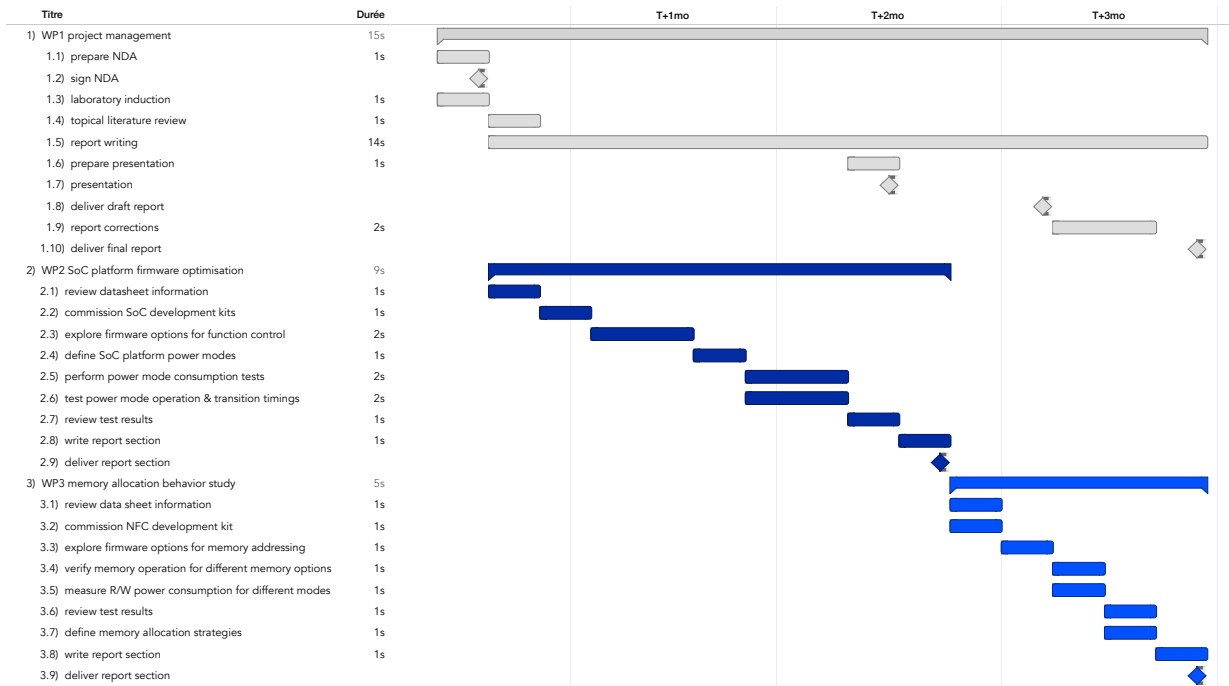 Titre Durée T+1mo T+2mo T+3mo
1) WP1 project management 15s
1.1) prepare NDA 1s
1.2) sign NDA
1.3) laboratory induction 1s
1.4) topical literature review 1s
1.5) report writing 14s
1.6) prepare presentation 1s
1.7) presentation
1.8) deliver draft report
1.9) report corrections 2s
1.10) deliver final report
2) WP2 SoC platform firmware optimisation 9s
2.1) review datasheet information 1s
2.2) commission SoC development kits 1s
2.3) explore firmware options for function control 2s
2.4) define SoC platform power modes 1s
2.5) perform power mode consumption tests 2s
2.6) test power mode operation & transition timings 2s
2.7) review test results 1s
2.8) write report section 1s
2.9) deliver report section
3) WP3 memory allocation behavior study 5s
3.1) review data sheet information 1s
3.2) commission NFC development kit 1s
3.3) explore firmware options for memory addressing 1s
3.4) verify memory operation for different memory options 1s
3.5) measure R/W power consumption for different modes 1s
3.6) review test results 1s
3.7) define memory allocation strategies 1s
3.8) write report section 1s
3.9) deliver report section